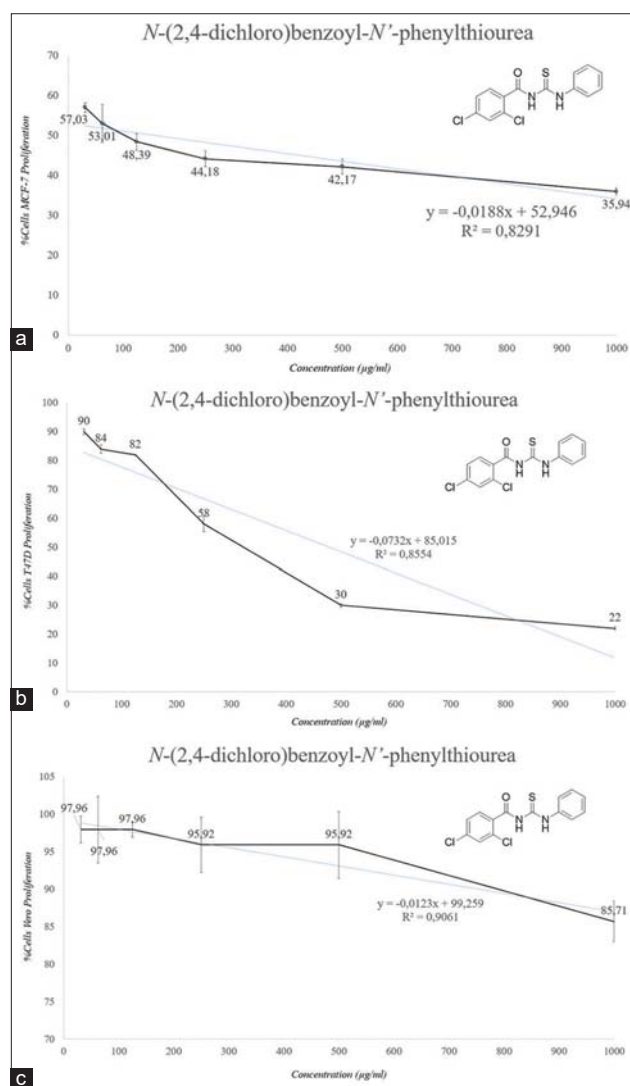 N-(2,4-dichloro)benzoyl-N'-phenylthiourea
%Cells MCF-7 Proliferation
70
60
50
40
30
20
10
0
57,03
53,01
48,39
44,18
42,17
35,94
y = -0,0188x + 52,946
R² = 0,8291
O
S
N
H
N
H
Cl
Cl
0 100 200 300 400 500 600 700 800 900 1000
Concentration (µg/ml)
a
N-(2,4-dichloro)benzoyl-N'-phenylthiourea
%Cells T47D Proliferation
100
90
80
70
60
50
40
30
20
10
0
90
84
82
58
30
22
y = -0,0732x + 85,015
R² = 0,8554
O
S
N
H
N
H
Cl
Cl
0 100 200 300 400 500 600 700 800 900 1000
Concentration (µg/ml)
b
N-(2,4-dichloro)benzoyl-N'-phenylthiourea
%Cells Vero Proliferation
105
100
95
90
85
80
75
70
97,96
97,96
97,96
95,92
95,92
85,71
y = -0,0123x + 99,259
R² = 0,9061
O
S
N
H
N
H
Cl
Cl
0 100 200 300 400 500 600 700 800 900 1000
Concentration (µg/ml)
c